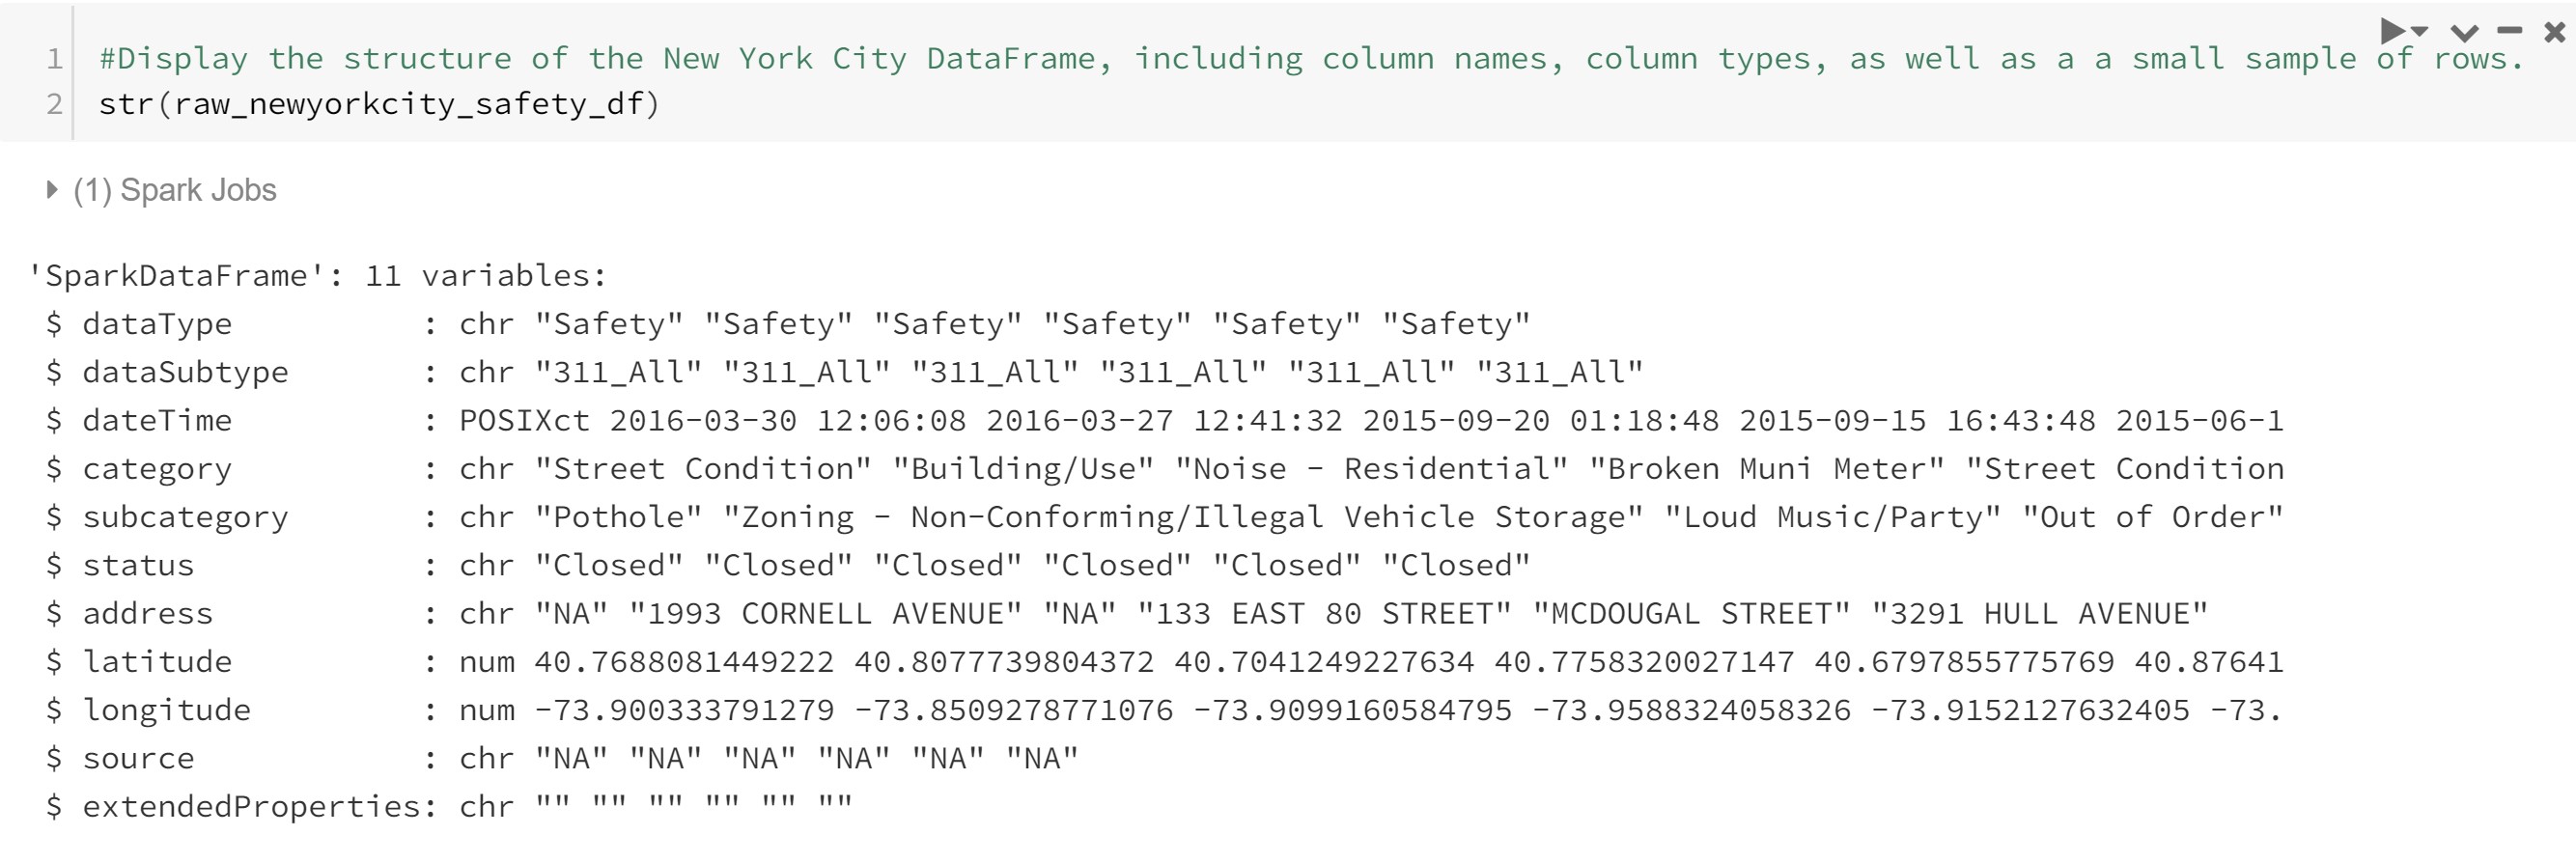 1 #Display the structure of the New York City DataFrame, including column names, column types, as well as a a small sample of rows.
2 str(raw_newyorkcity_safety_df)
(1) Spark Jobs
'SparkDataFrame': 11 variables:
$ dataType : chr "Safety" "Safety" "Safety" "Safety" "Safety" "Safety"
$ dataSubtype : chr "311_All" "311_All" "311_All" "311_All" "311_All" "311_All"
$ dateTime : POSIXct 2016-03-30 12:06:08 2016-03-27 12:41:32 2015-09-20 01:18:48 2015-09-15 16:43:48 2015-06-1
$ category : chr "Street Condition" "Building/Use" "Noise - Residential" "Broken Muni Meter" "Street Condition
$ subcategory : chr "Pothole" "Zoning - Non-Conforming/Illegal Vehicle Storage" "Loud Music/Party" "Out of Order"
$ status : chr "Closed" "Closed" "Closed" "Closed" "Closed" "Closed"
$ address : chr "NA" "1993 CORNELL AVENUE" "NA" "133 EAST 80 STREET" "MCDOUGAL STREET" "3291 HULL AVENUE"
$ latitude : num 40.7688081449222 40.8077739804372 40.7041249227634 40.7758320027147 40.6797855775769 40.87641
$ longitude : num -73.900333791279 -73.8509278771076 -73.9099160584795 -73.9588324058326 -73.9152127632405 -73.
$ source : chr "NA" "NA" "NA" "NA" "NA" "NA"
$ extendedProperties: chr "" "" "" "" "" ""